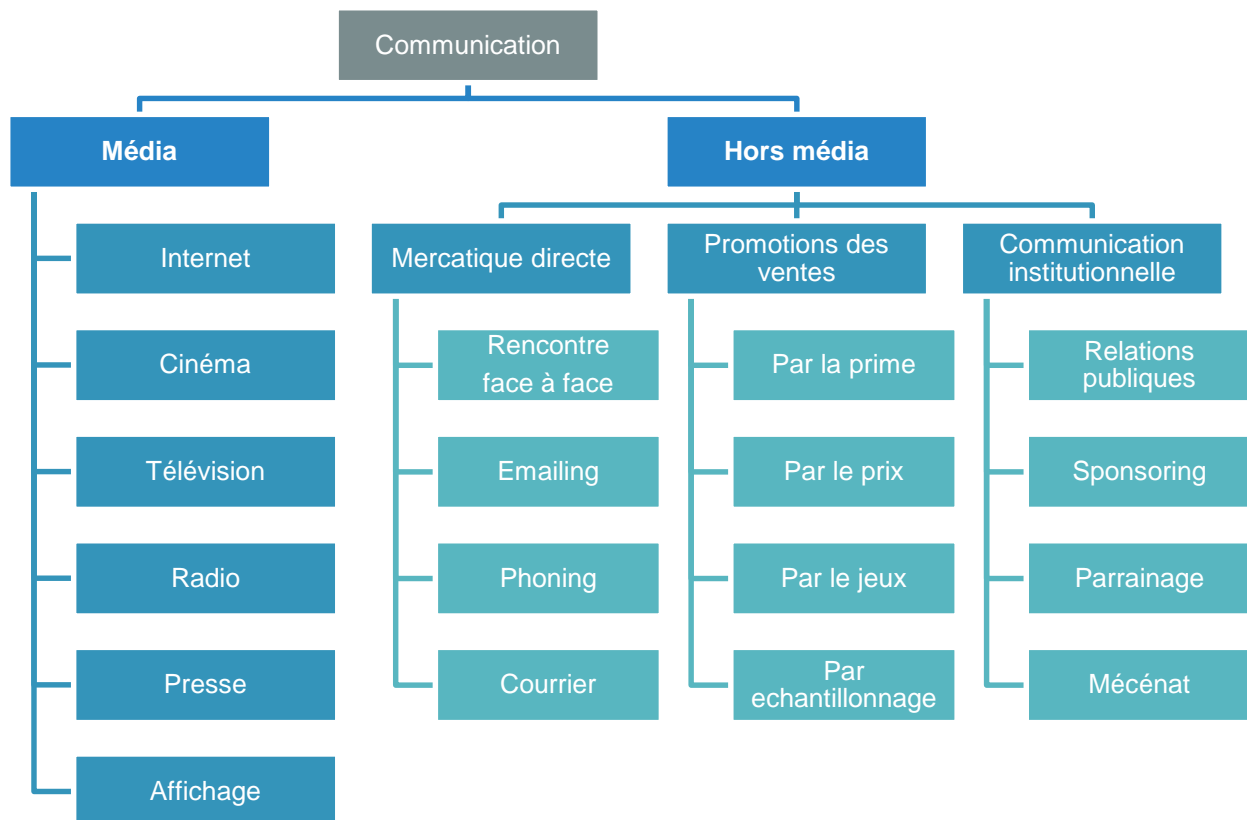 Communication
Média
Hors média
Internet
Mercatique directe
Promotions des
ventes
Communication
institutionnelle
Cinéma
Rencontre
face à face
Par la prime
Relations
publiques
Télévision
Emailing
Par le prix
Sponsoring
Radio
Phoning
Par le jeux
Parrainage
Presse
Courrier
Par
echantillonnage
Mécénat
Affichage